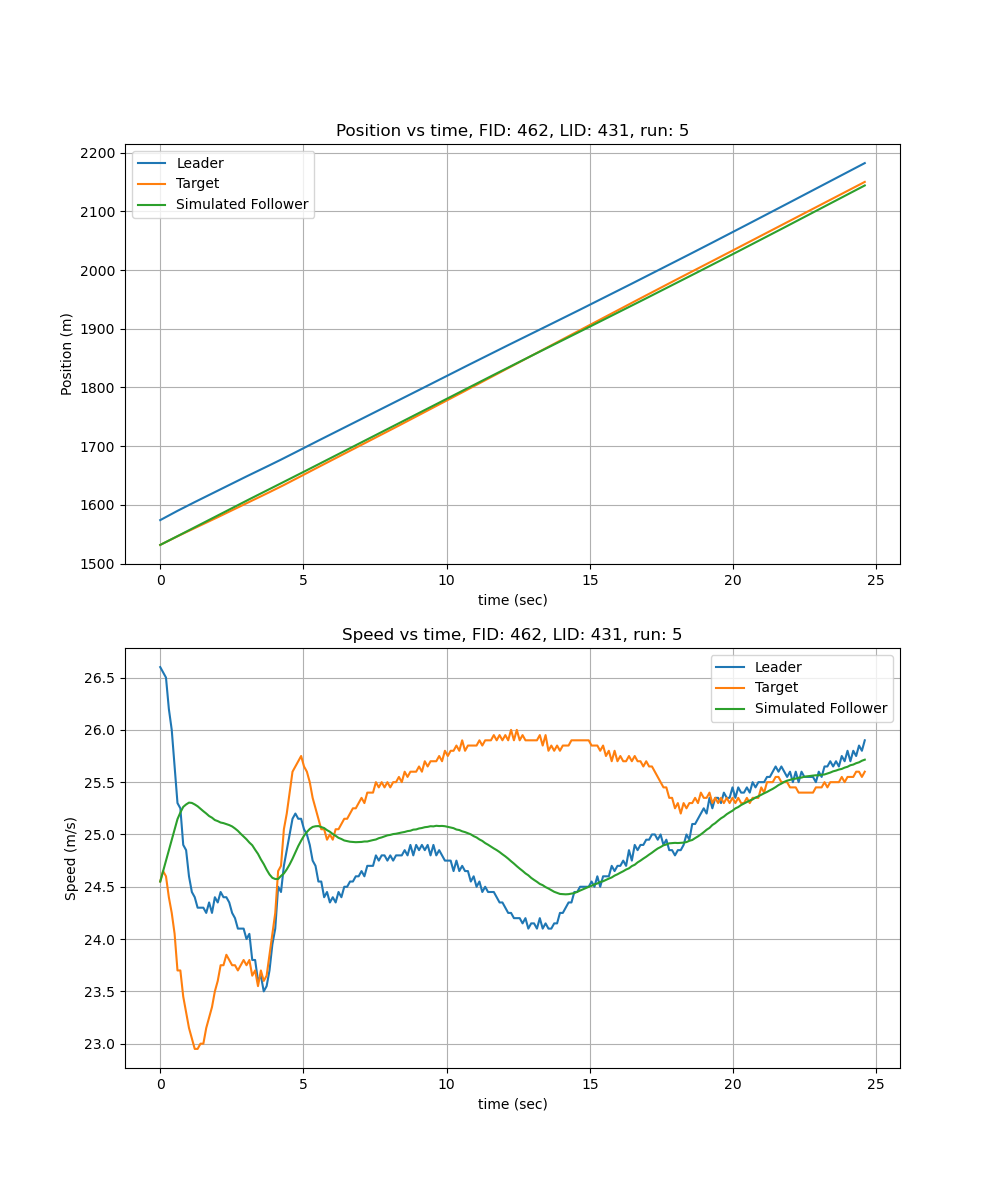 Position vs time, FID: 462, LID: 431, run: 5
Leader
Target
Simulated Follower
2200
2100
2000
1900
1800
1700
1600
1500
Position (m)
0 5 10 15 20 25
time (sec)
Speed vs time, FID: 462, LID: 431, run: 5
Leader
Target
Simulated Follower
26.5
26.0
25.5
25.0
24.5
24.0
23.5
23.0
Speed (m/s)
0 5 10 15 20 25
time (sec)